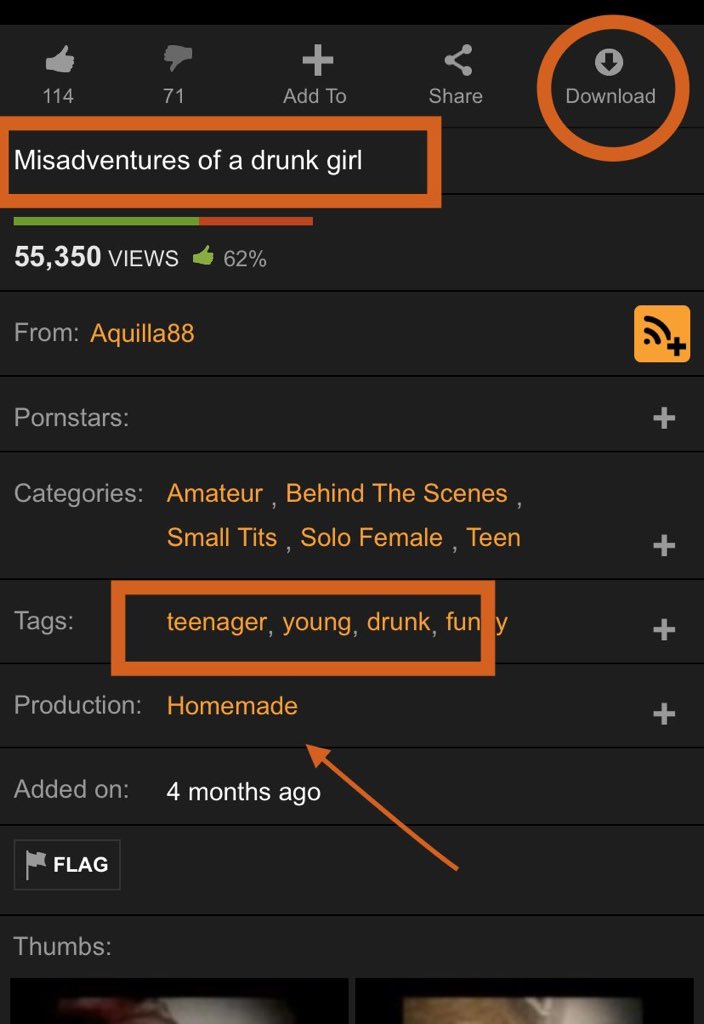 114
71
Add To
Share
Download
Misadventures of a drunk girl
55,350 VIEWS 62%
From: Aquilla88
Pornstars:
Categories: Amateur , Behind The Scenes ,
Small Tits , Solo Female , Teen
Tags: teenager, young, drunk, funny
Production: Homemade
Added on: 4 months ago
FLAG
Thumbs: